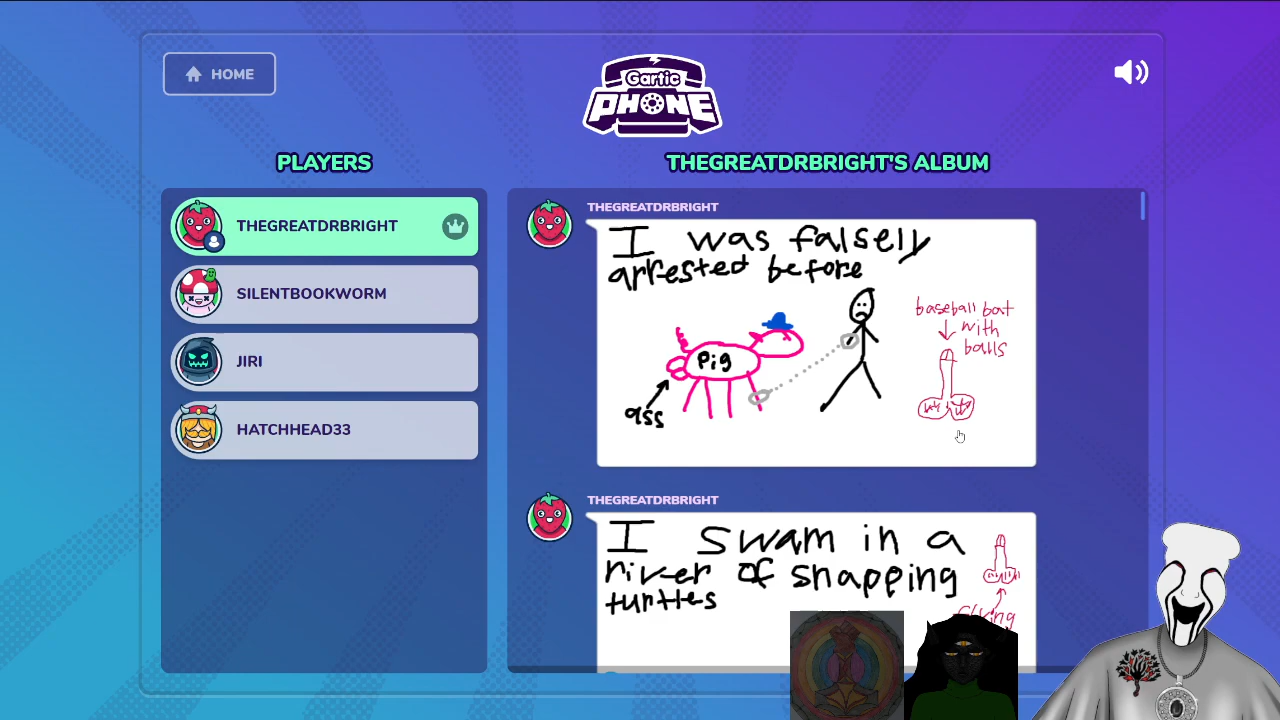 HOME
Gartic
PHONE
PLAYERS
THEGREATDRBRIGHT'S ALBUM
THEGREATDRBRIGHT
SILENTBOOKWORM
JIRI
HATCHHEAD33
THEGREATDRBRIGHT
I was falsely
arrested before
baseball bat
with
balls
Pig
ass
THEGREATDRBRIGHT
I swam in a
river of snapping
turtles